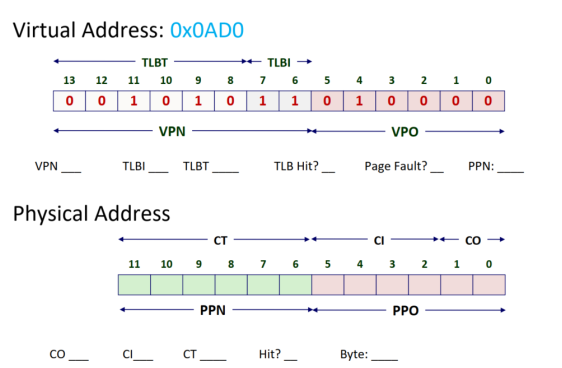 Virtual Address: 0x0AD0
TLBT TLBI
13 12 11 10 9 8 7 6 5 4 3 2 1 0
0 0 1 0 1 0 1 1 0 1 0 0 0 0
VPN VPO
VPN ___ TLBI ___ TLBT ____ TLB Hit? __ Page Fault? __ PPN: ____
Physical Address
CT CI CO
11 10 9 8 7 6 5 4 3 2 1 0
PPN PPO
CO ___ CI___ CT ____ Hit? __ Byte: ____